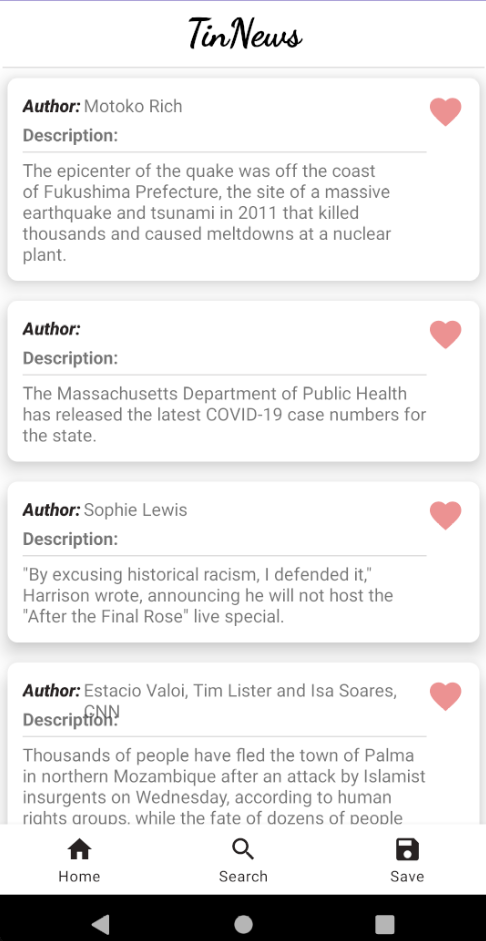 TinNews
Author: Motoko Rich
Description:
The epicenter of the quake was off the coast
of Fukushima Prefecture, the site of a massive
earthquake and tsunami in 2011 that killed
thousands and caused meltdowns at a nuclear
plant.
Author:
Description:
The Massachusetts Department of Public Health
has released the latest COVID-19 case numbers for
the state.
Author: Sophie Lewis
Description:
"By excusing historical racism, I defended it,"
Harrison wrote, announcing he will not host the
"After the Final Rose" live special.
Author: Estacio Valoi, Tim Lister and Isa Soares,
CNN
Description:
Thousands of people have fled the town of Palma
in northern Mozambique after an attack by Islamist
insurgents on Wednesday, according to human
rights groups, while the fate of dozens of people
Home Search Save